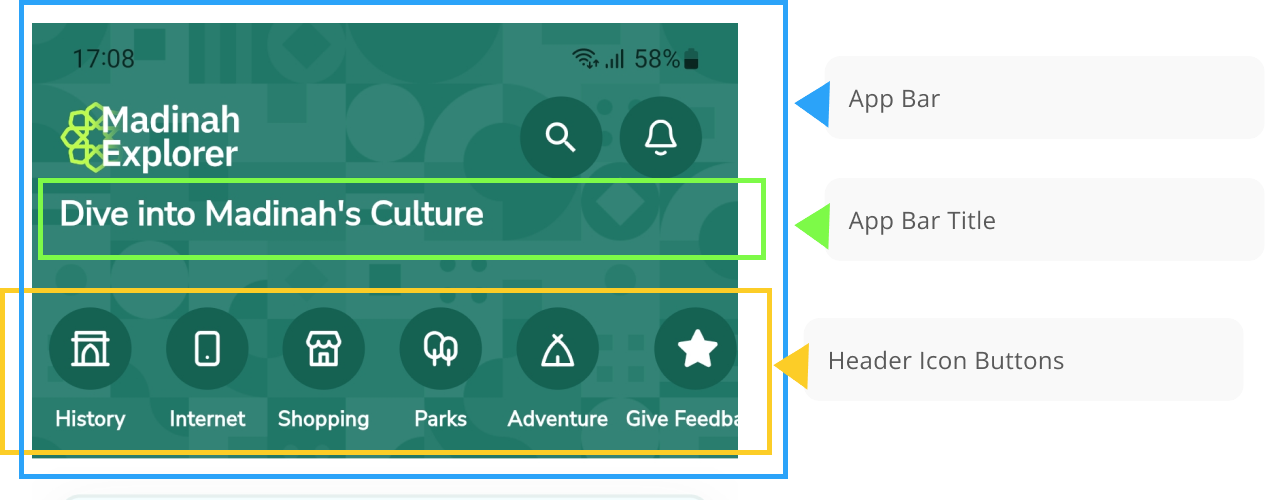 17:08 58%
Madinah
Explorer
Dive into Madinah's Culture
History Internet Shopping Parks Adventure Give Feedba
App Bar
App Bar Title
Header Icon Buttons